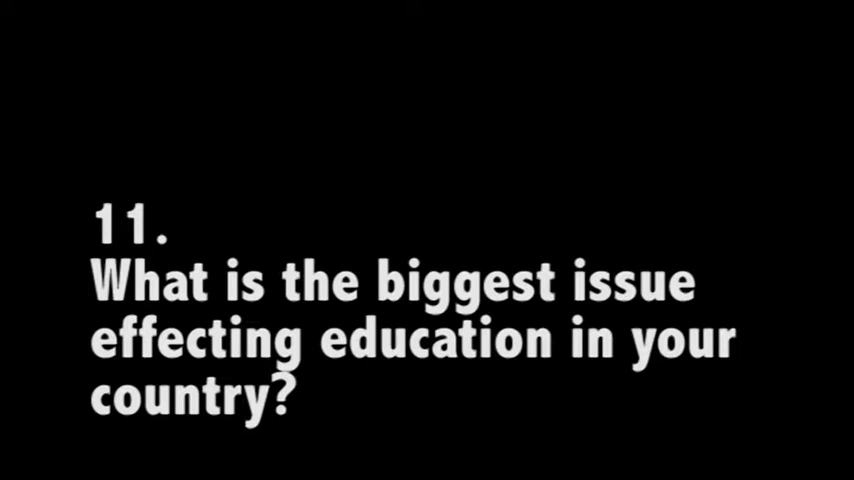 11.
What is the biggest issue
effecting education in your
country?